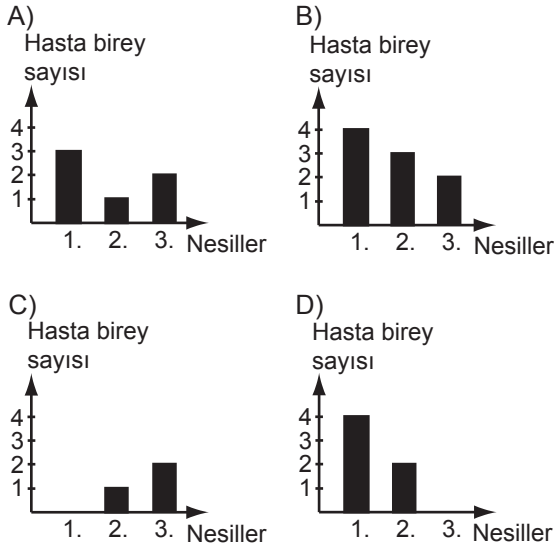 A)
Hasta birey
sayısı
4
3
2
1
1. 2. 3. Nesiller
B)
Hasta birey
sayısı
4
3
2
1
1. 2. 3. Nesiller
C)
Hasta birey
sayısı
4
3
2
1
1. 2. 3. Nesiller
D)
Hasta birey
sayısı
4
3
2
1
1. 2. 3. Nesiller